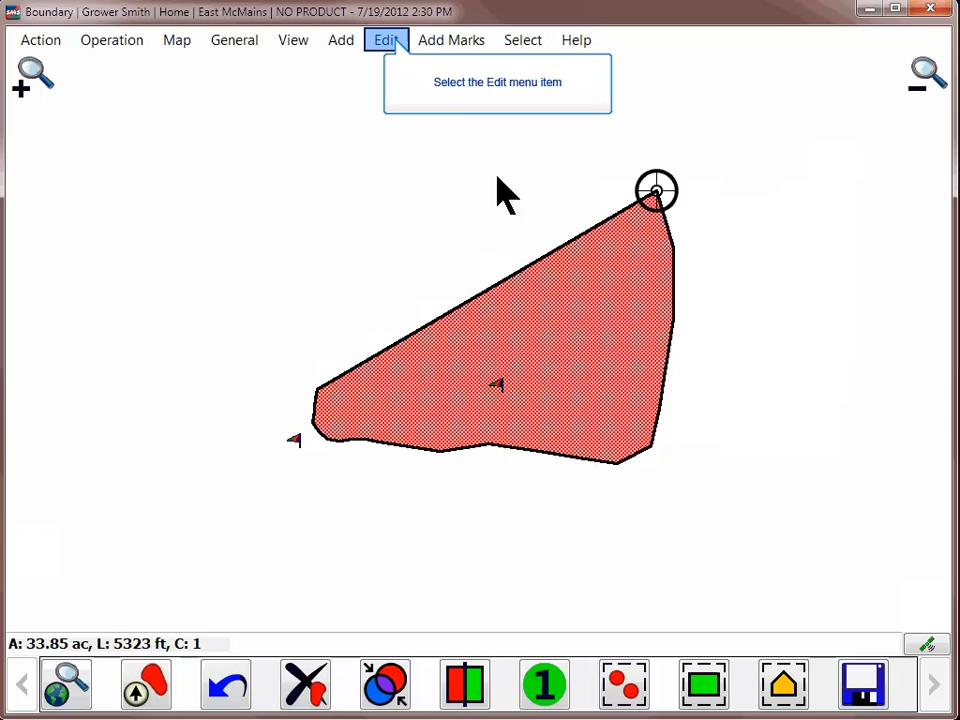 Boundary | Grower Smith | Home | East McMains | NO PRODUCT - 7/19/2012 2:30 PM
Action Operation Map General View Add Edit Add Marks Select Help
Select the Edit menu item
A: 33.85 ac, L: 5323 ft, C: 1
1